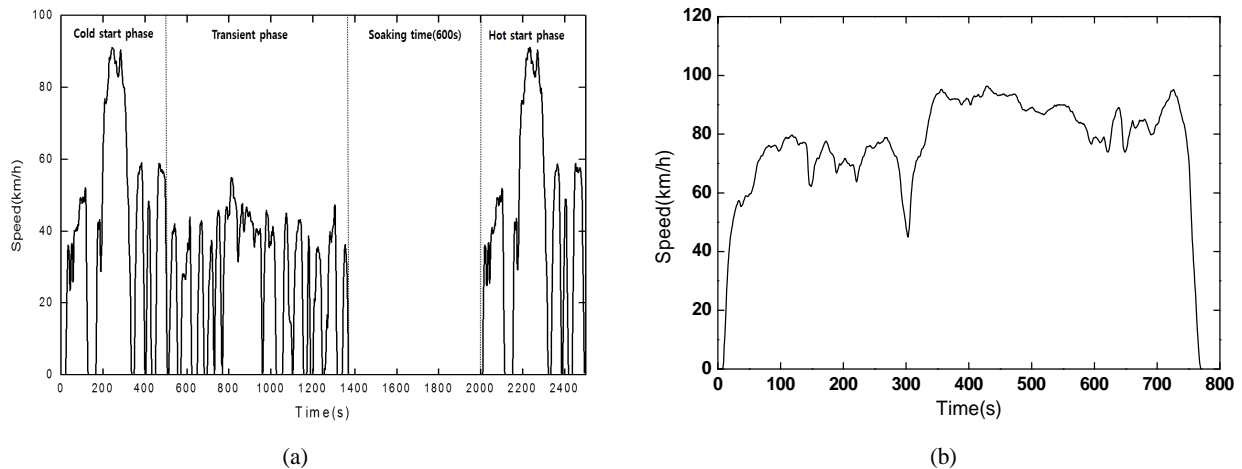 Cold start phase
Transient phase
Soaking time(600s)
Hot start phase
100
80
60
40
20
0
Speed(km/h)
0 200 400 600 800 1000 1200 1400 1600 1800 2000 2200 2400
Time(s)
(a)
120
100
80
60
40
20
0
Speed(km/h)
0 100 200 300 400 500 600 700 800
Time(s)
(b)